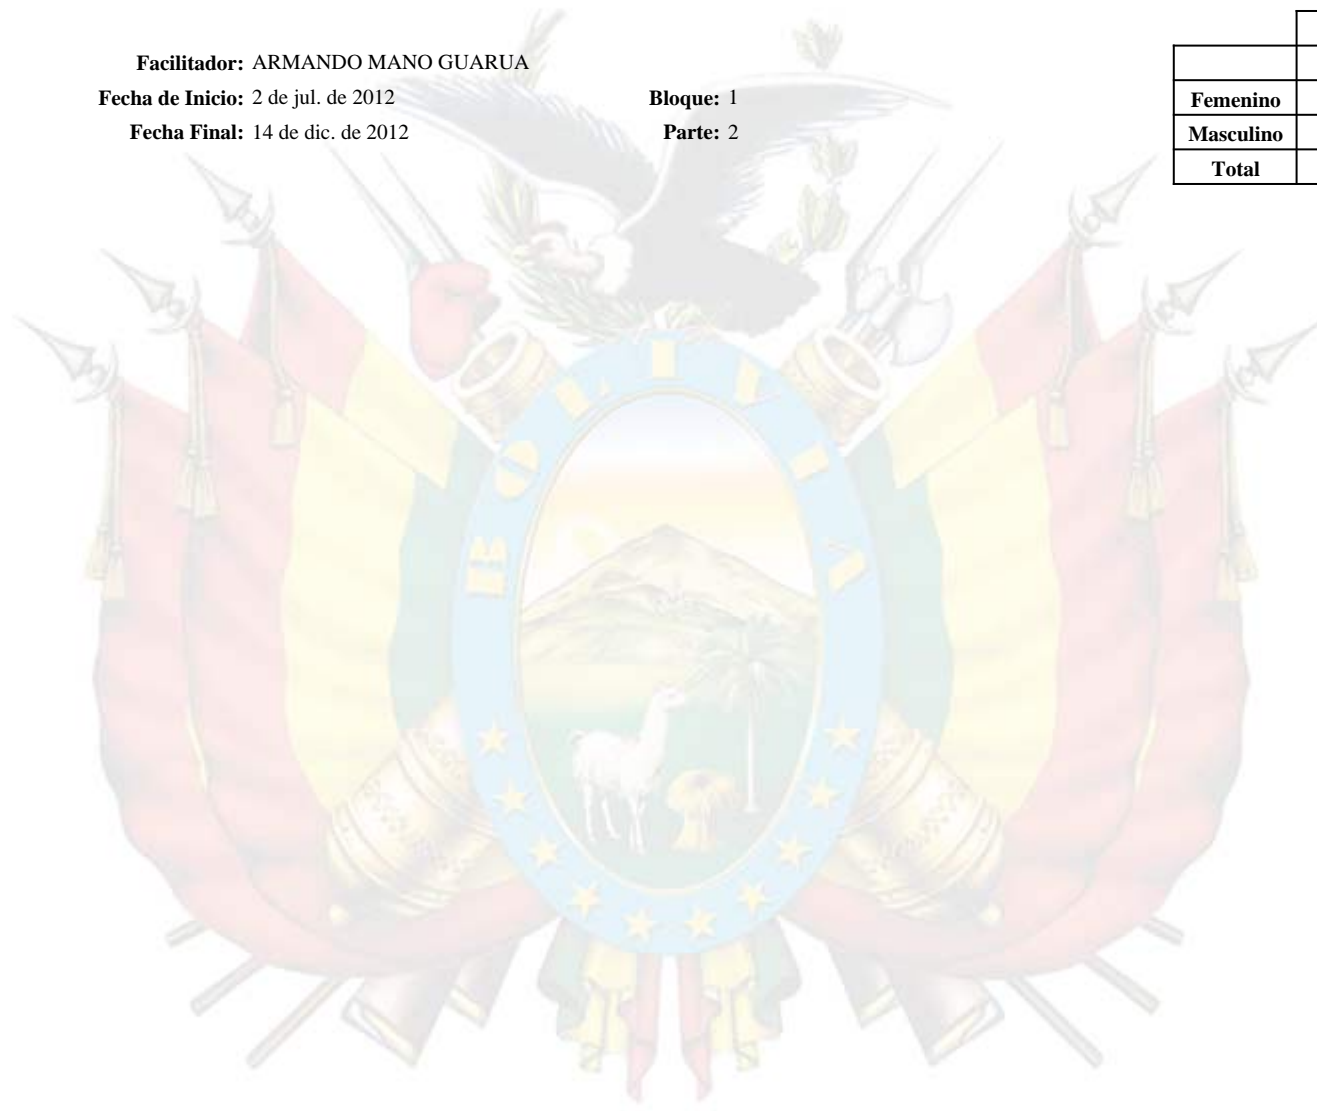 Facilitador: ARMANDO MANO GUARUA
Fecha de Inicio: 2 de jul. de 2012 Bloque: 1
Fecha Final: 14 de dic. de 2012 Parte: 2
Femenino
Masculino
Total
BOLIVIA